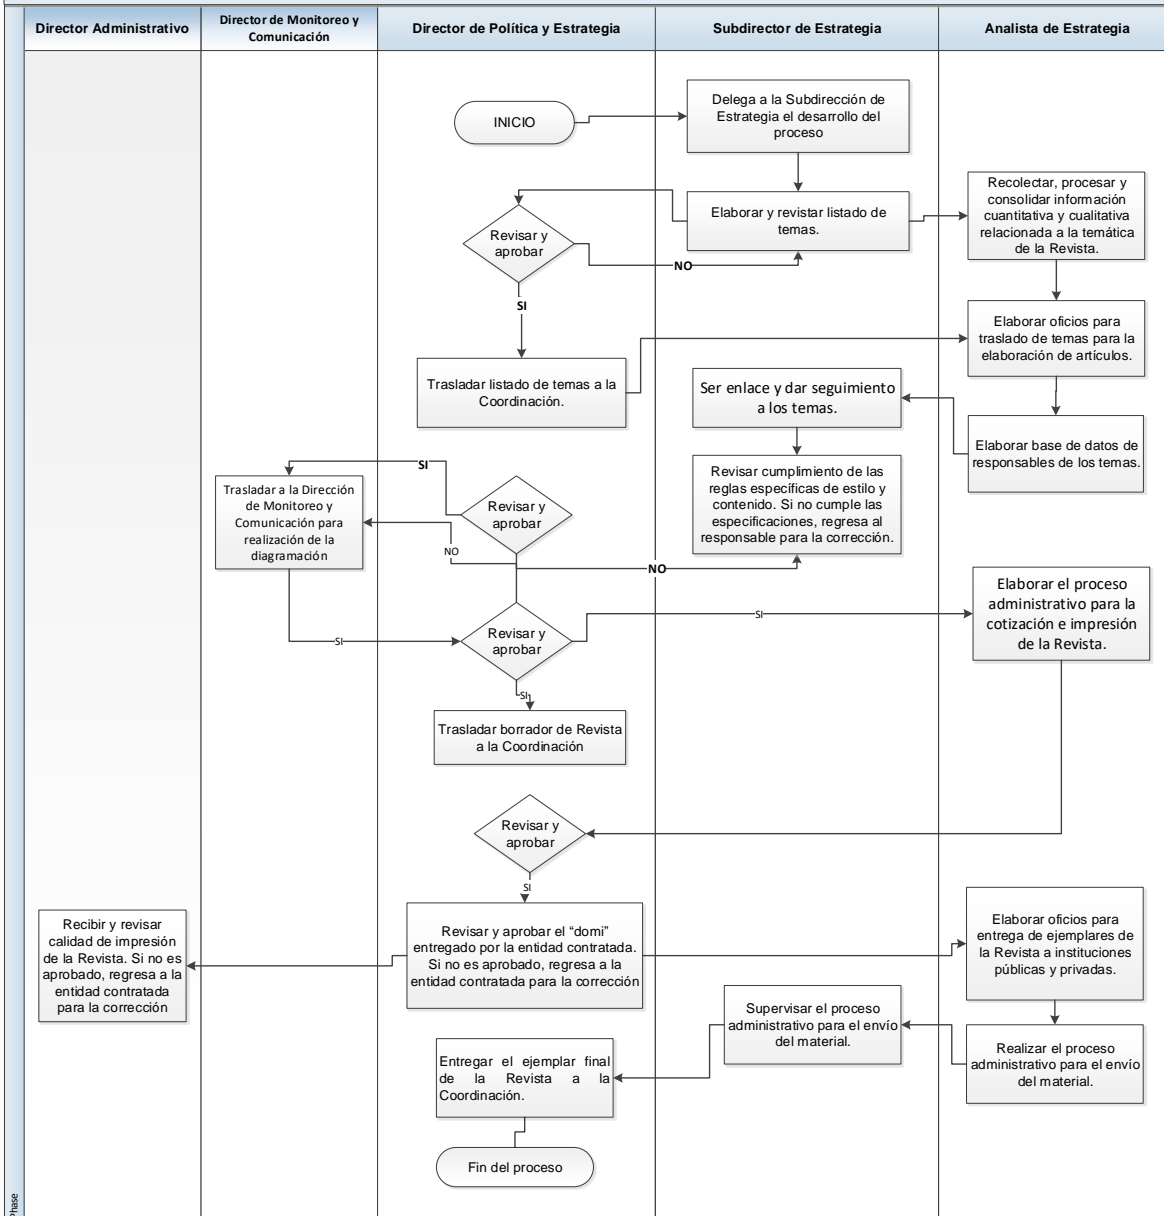 Director Administrativo
Director de Monitoreo y
Comunicación
Director de Política y Estrategia
Subdirector de Estrategia
Analista de Estrategia
INICIO
Delega a la Subdirección de
Estrategia el desarrollo del
proceso
Recolectar, procesar y
consolidar información
cuantitativa y cualitativa
relacionada a la temática
de la Revista.
Elaborar y revistar listado de
temas.
Revisar y
aprobar
NO
SI
Elaborar oficios para
traslado de temas para la
elaboración de artículos.
Trasladar listado de temas a la
Coordinación.
Ser enlace y dar seguimiento
a los temas.
Elaborar base de datos de
responsables de los temas.
SI
Trasladar a la Dirección
de Monitoreo y
Comunicación para
realización de la
diagramación
Revisar y
aprobar
Revisar cumplimiento de las
reglas específicas de estilo y
contenido. Si no cumple las
especificaciones, regresa al
responsable para la corrección.
NO
NO
Elaborar el proceso
administrativo para la
cotización e impresión
de la Revista.
SI
Revisar y
aprobar
SI
SI
Trasladar borrador de Revista
a la Coordinación
Revisar y
aprobar
SI
Recibir y revisar
calidad de impresión
de la Revista. Si no es
aprobado, regresa a la
entidad contratada
para la corrección
Revisar y aprobar el “domi”
entregado por la entidad contratada.
Si no es aprobado, regresa a la
entidad contratada para la corrección
Elaborar oficios para
entrega de ejemplares de
la Revista a instituciones
públicas y privadas.
Supervisar el proceso
administrativo para el envío
del material.
Realizar el proceso
administrativo para el envío
del material.
Entregar el ejemplar final
de la Revista a la
Coordinación.
Fin del proceso
Phase